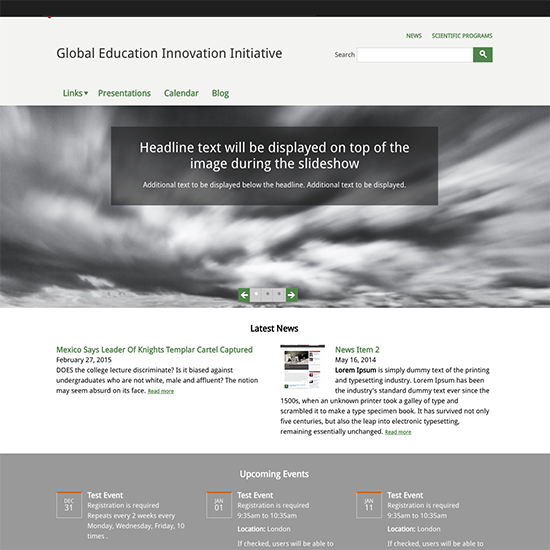 NEWS SCIENTIFIC PROGRAMS
Global Education Innovation Initiative
Search
Links Presentations Calendar Blog
Headline text will be displayed on top of the
image during the slideshow
Additional text to be displayed below the headline. Additional text to be displayed.
Latest News
Mexico Says Leader Of Knights Templar Cartel Captured
February 27, 2015
DOES the college lecture discriminate? Is it biased against
undergraduates who are not white, male and affluent? The notion
may seem absurd on its face. Read more
News Item 2
May 16, 2014
Lorem Ipsum is simply dummy text of the printing
and typesetting industry. Lorem Ipsum has been
the industry's standard dummy text ever since the
1500s, when an unknown printer took a galley of type and
scrambled it to make a type specimen book. It has survived not only
five centuries, but also the leap into electronic typesetting,
remaining essentially unchanged. Read more
Upcoming Events
DEC
31
Test Event
Registration is required
Repeats every 2 weeks every
Monday, Wednesday, Friday, 10
times .
JAN
01
Test Event
Registration is required
9:35am to 10:35am
Location: London
If checked, users will be able to
JAN
11
Test Event
Registration is required
9:35am to 10:35am
Location: London
If checked, users will be able to